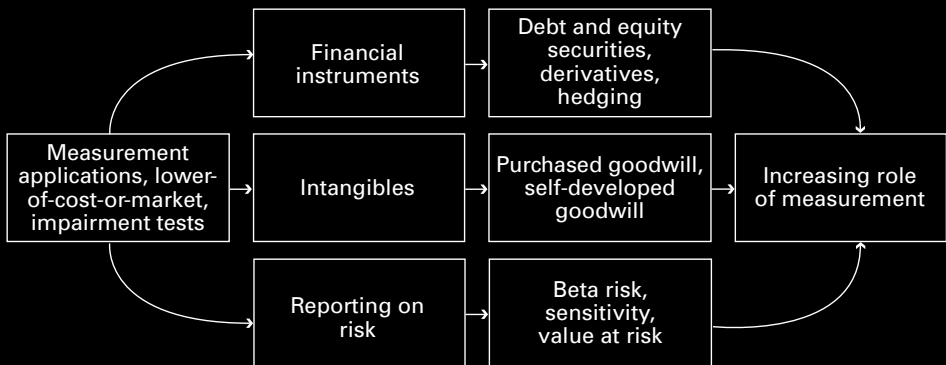 Financial
instruments
Debt and equity
securities,
derivatives,
hedging
Measurement
applications, lower-
of-cost-or-market,
impairment tests
Intangibles
Purchased goodwill,
self-developed
goodwill
Increasing role
of measurement
Reporting on
risk
Beta risk,
sensitivity,
value at risk